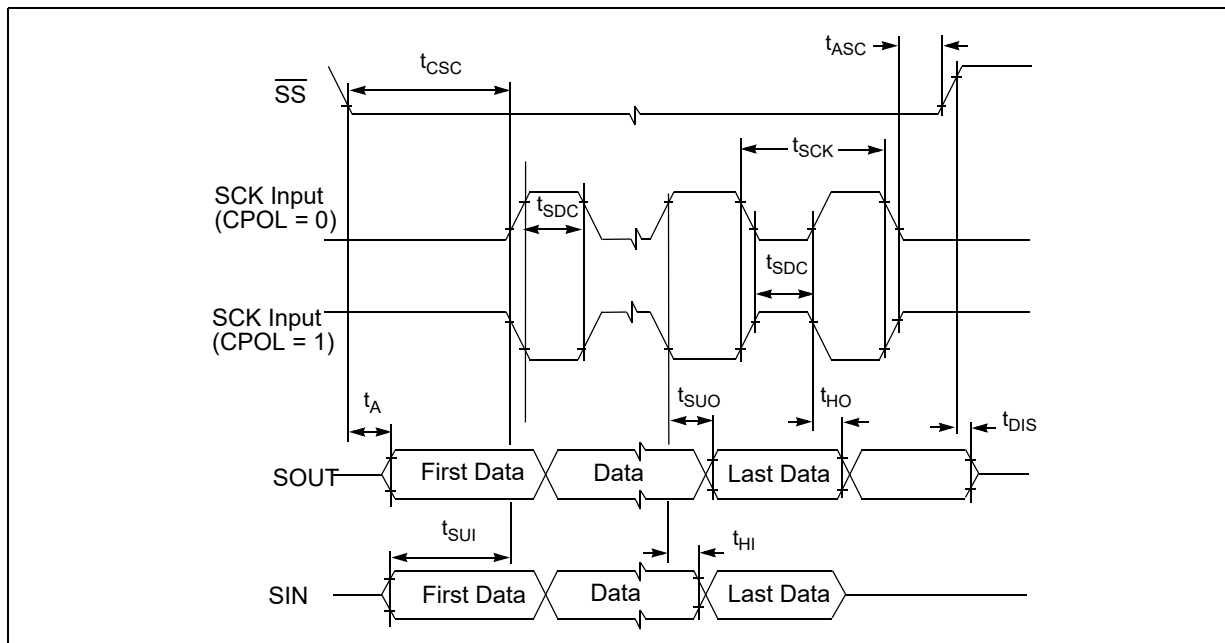 tASC
tCSC
SS
tSCK
SCK Input
(CPOL = 0)
tSDC
tSDC
SCK Input
(CPOL = 1)
tA
tSUO
tHO
tDIS
SOUT
First Data
Data
Last Data
tSUI
tHI
SIN
First Data
Data
Last Data